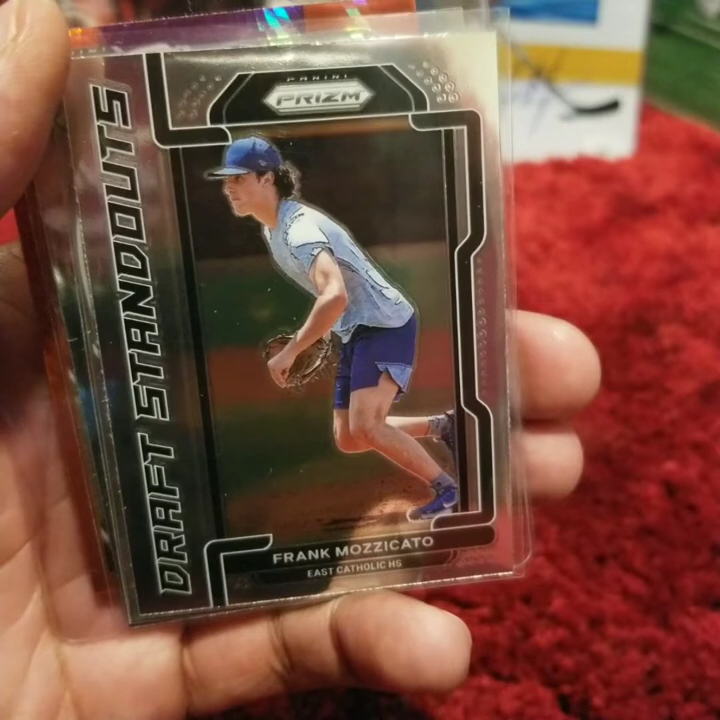 PANINI
PRIZM
DRAFT STANDOUTS
FRANK MOZZICATO
EAST CATHOLIC HS